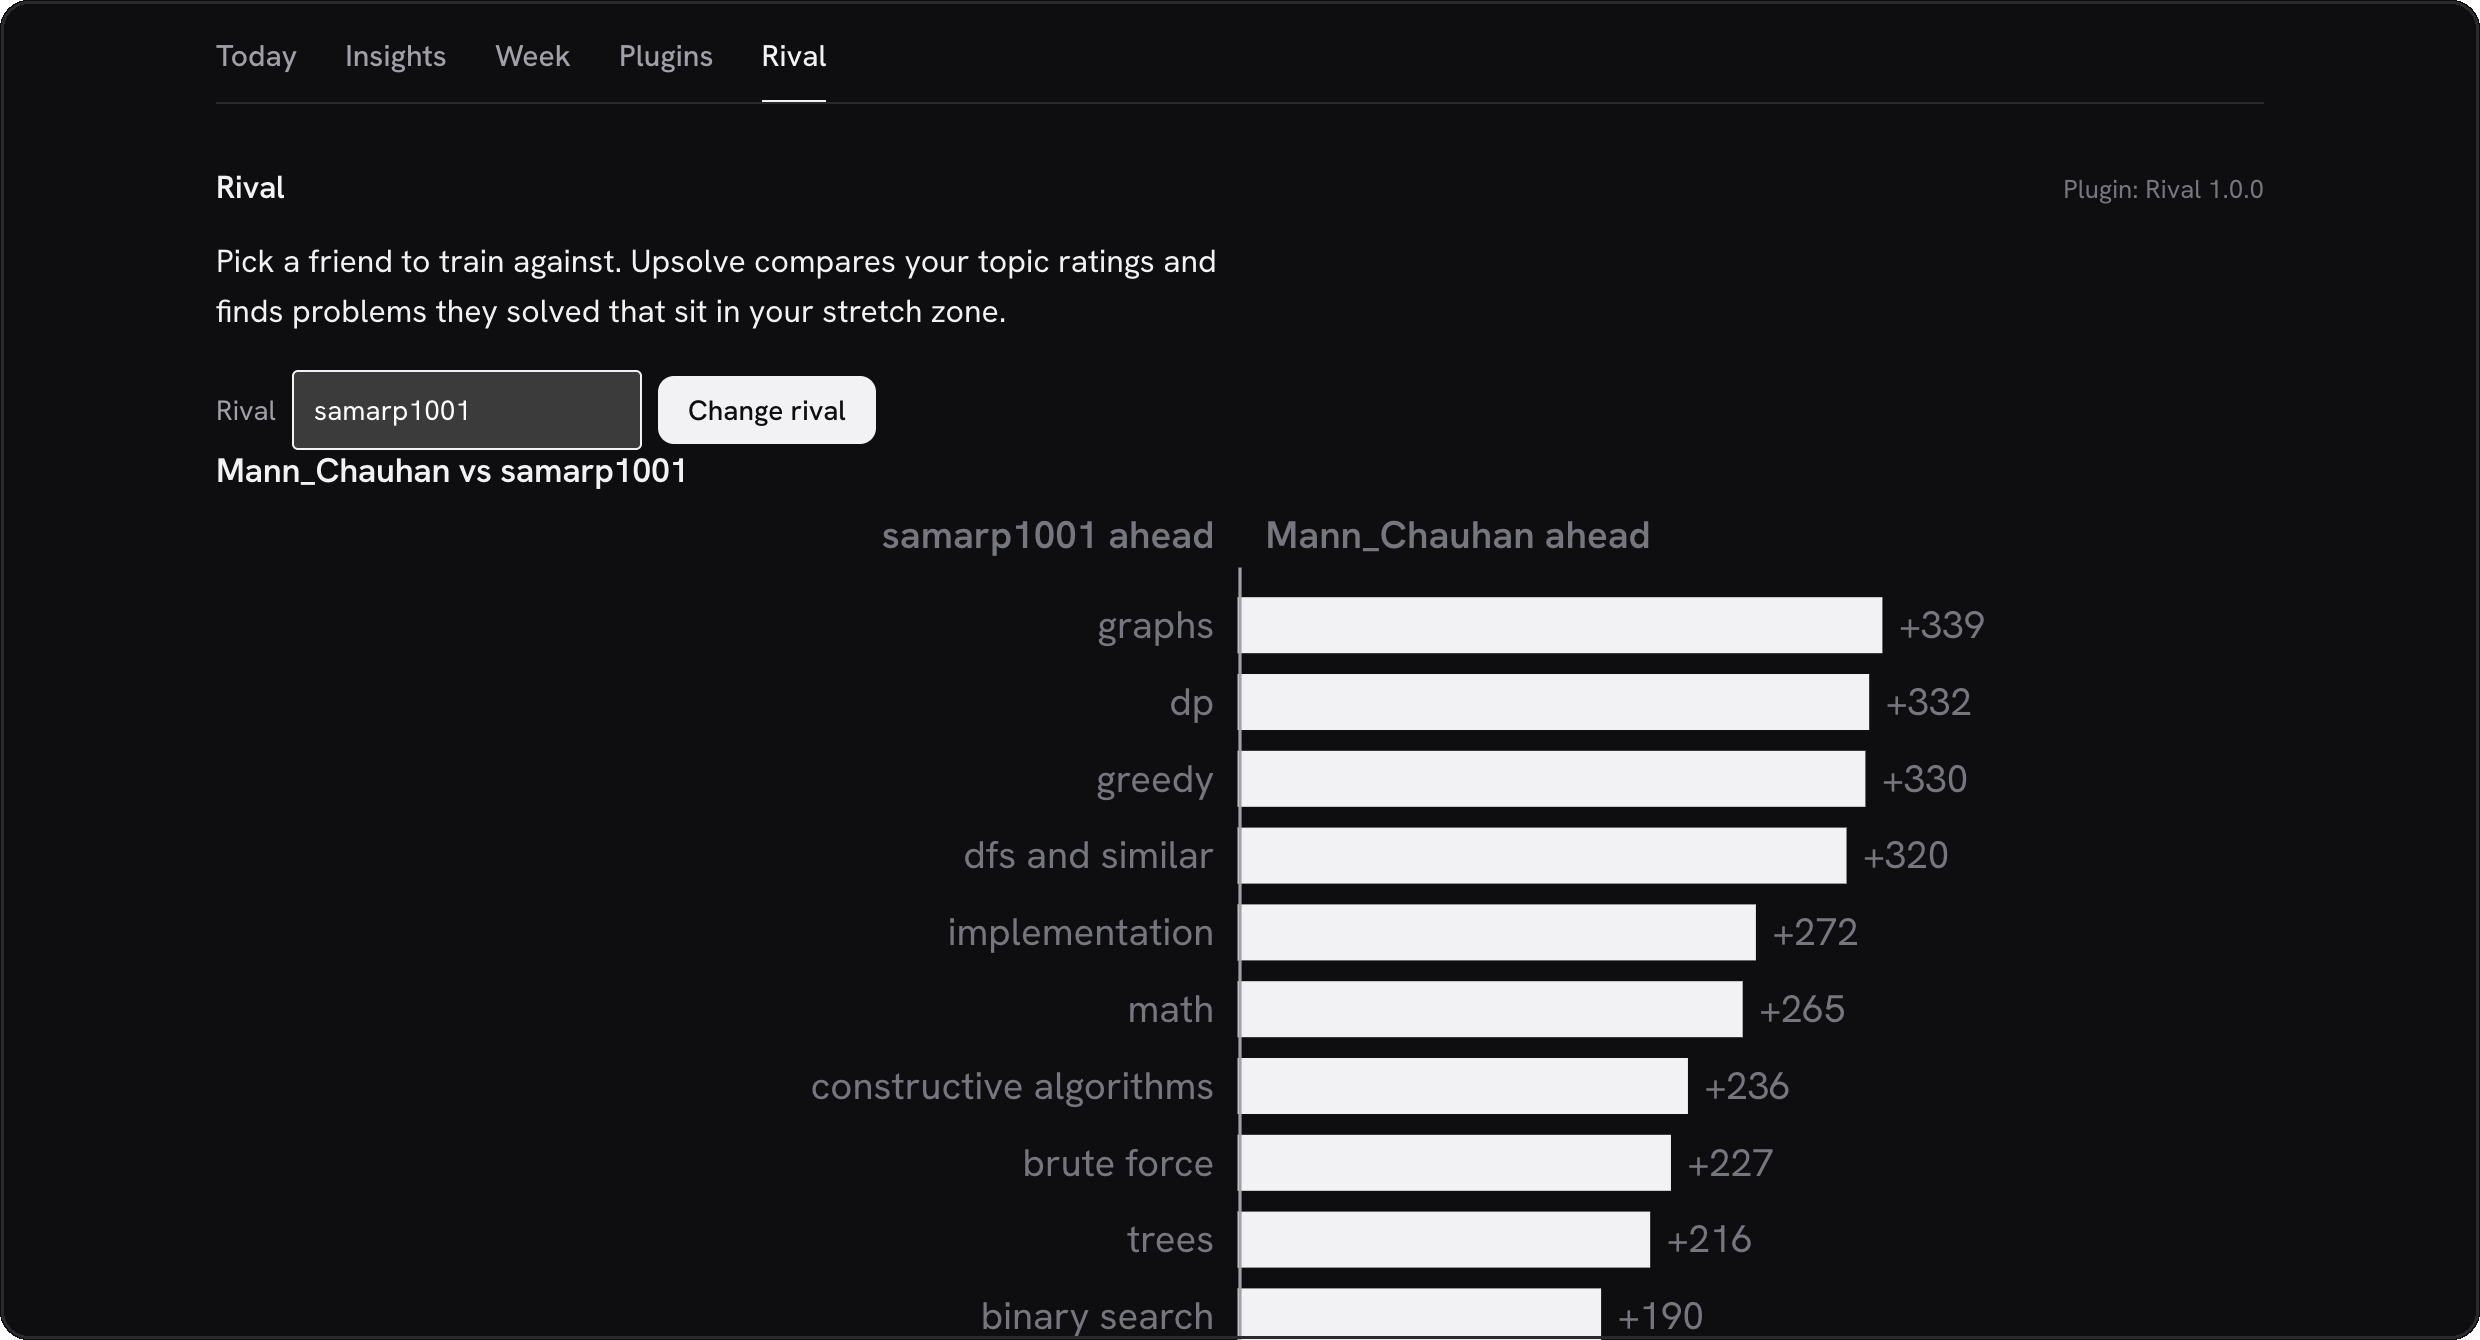 Today Insights Week Plugins Rival
Rival
Plugin: Rival 1.0.0
Pick a friend to train against. Upsolve compares your topic ratings and
finds problems they solved that sit in your stretch zone.
Rival samarp1001 Change rival
Mann_Chauhan vs samarp1001
samarp1001 ahead Mann_Chauhan ahead
graphs +339
dp +332
greedy +330
dfs and similar +320
implementation +272
math +265
constructive algorithms +236
brute force +227
trees +216
binary search +190